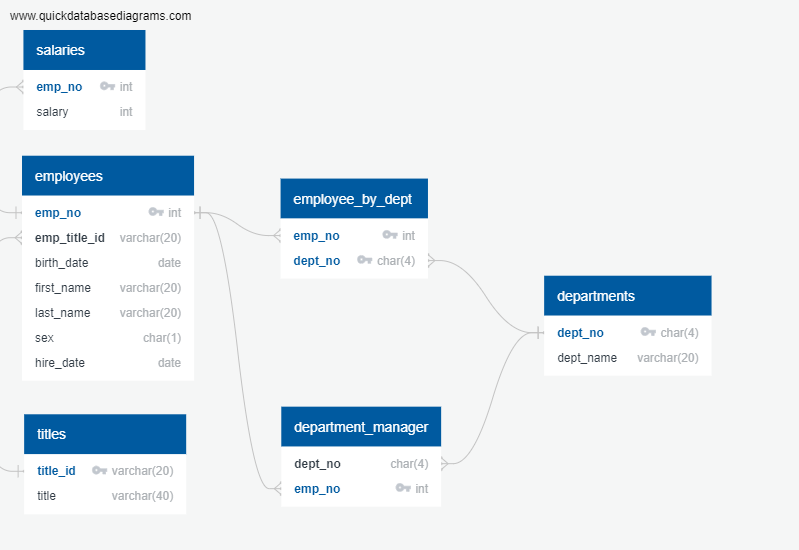 www.quickdatabasediagrams.com
salaries
emp_no int
salary int
employees
emp_no int
emp_title_id varchar(20)
birth_date date
first_name varchar(20)
last_name varchar(20)
sex char(1)
hire_date date
titles
title_id varchar(20)
title varchar(40)
employee_by_dept
emp_no int
dept_no char(4)
department_manager
dept_no char(4)
emp_no int
departments
dept_no char(4)
dept_name varchar(20)